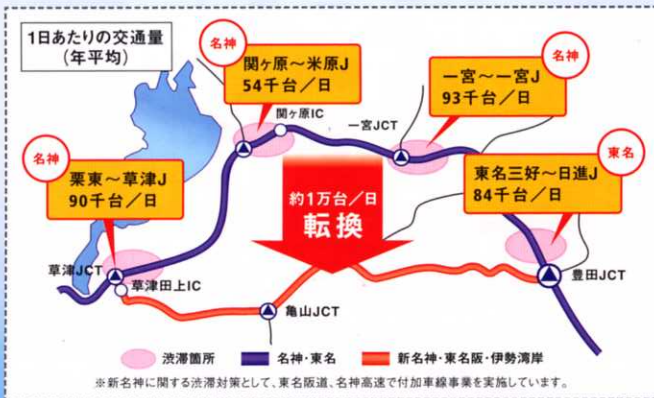 1日あたりの交通量
(年平均)
名神
関ヶ原～米原J
54千台／日
名神
一宮～一宮J
93千台／日
関ヶ原IC
一宮JCT
名神
栗東～草津J
90千台／日
東名
東名三好～日進J
84千台／日
約1万台／日
転換
草津JCT
草津田上IC
亀山JCT
豊田JCT
渋滞箇所
名神・東名
新名神・東名阪・伊勢湾岸
※新名神に関する渋滞対策として、東名阪道、名神高速で付加車線事業を実施しています。